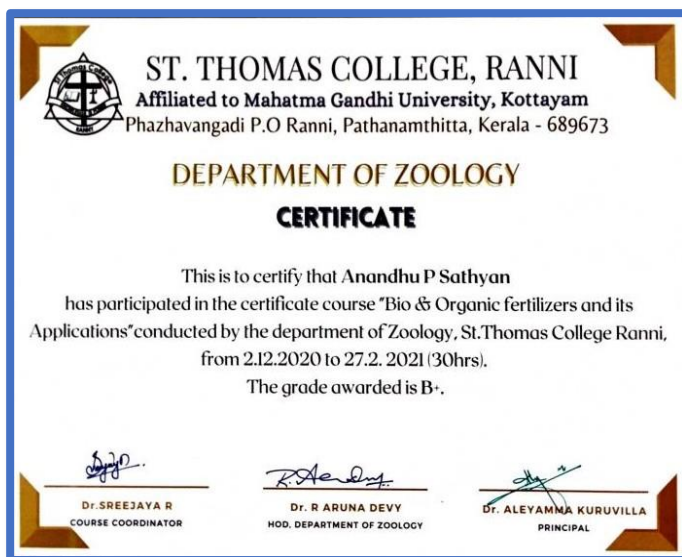 St Thomas College
RANNY
ST. THOMAS COLLEGE, RANNI
Affiliated to Mahatma Gandhi University, Kottayam
Phazhavangadi P.O Ranni, Pathanamthitta, Kerala - 689673
DEPARTMENT OF ZOOLOGY
CERTIFICATE
This is to certify that Anandhu P Sathyan
has participated in the certificate course "Bio & Organic fertilizers and its
Applications"conducted by the department of Zoology, St.Thomas College Ranni,
from 2.12.2020 to 27.2. 2021 (30hrs).
The grade awarded is B+.
Dr.SREEJAYA R
COURSE COORDINATOR
Dr. R ARUNA DEVY
HOD. DEPARTMENT OF ZOOLOGY
Dr. ALEYAMMA KURUVILLA
PRINCIPAL